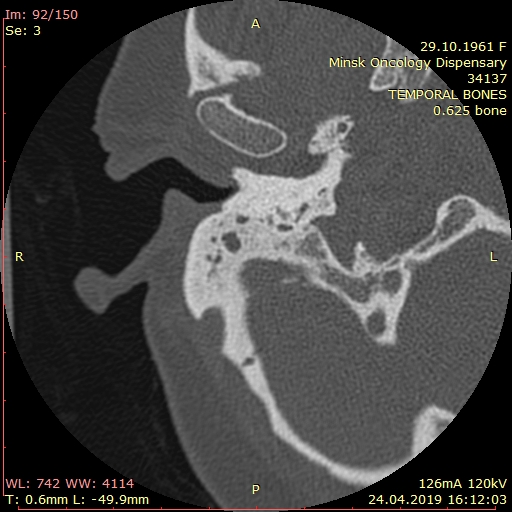 Im: 92/150
Se: 3
A
29.10.1961 F
Minsk Oncology Dispensary
34137
TEMPORAL BONES
0.625 bone
R
L
WL: 742 WW: 4114
T: 0.6mm L: -49.9mm
P
126mA 120kV
24.04.2019 16:12:03